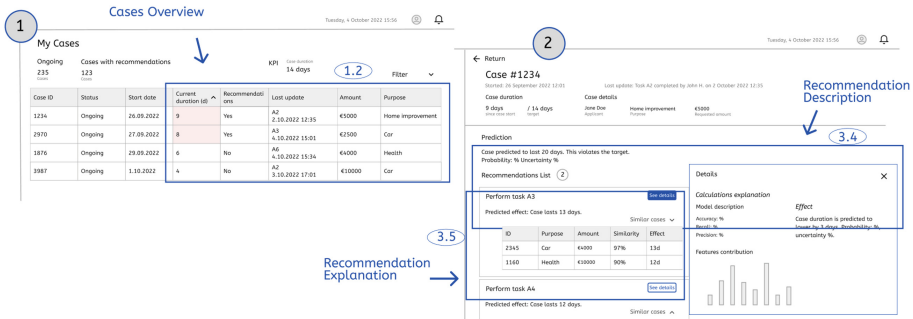 Cases Overview
1
Tuesday, 4 October 2022 15:56
My Cases
Ongoing
Cases with recommendations
KPI
Case duration
235
123
14 days
Cases
Cases
1.2
Filter
Case ID
Status
Start date
Current duration (d)
Recommendati
ons
Last update
Amount
Purpose
1234
Ongoing
26.09.2022
9
Yes
A2
2.10.2022 12:35
€5000
Home improvement
2970
Ongoing
27.09.2022
8
Yes
A3
4.10.2022 15:01
€2500
Car
1876
Ongoing
29.09.2022
6
No
A6
4.10.2022 15:34
€4000
Health
3987
Ongoing
1.10.2022
4
No
A2
3.10.2022 17:01
€10000
Car
2
Tuesday, 4 October 2022 15:56
Return
Case #1234
Started: 26 September 2022 12:01
Last update: Task A2 completed by John H. on 2 October 2022 12:35
Case duration
Case details
9 days
/ 14 days
Jane Doe
Home improvement
€5000
since case start
target
Applicant
Purpose
Requested amount
Recommendation
Description
3.4
Prediction
Case predicted to last 20 days. This violates the target.
Probability: % Uncertainty %
Recommendations List
2
Perform task A3
See details
Predicted effect: Case lasts 13 days.
Similar cases
ID
Purpose
Amount
Similarity
Effect
2345
Car
€4000
97%
13d
1160
Health
€10000
90%
12d
Perform task A4
See details
Predicted effect: Case lasts 12 days.
Similar cases
3.5
Recommendation
Explanation
Details
Calculations explanation
Model description
Effect
Accuracy: %
Recall: %
Precision: %
Case duration is predicted to
lower by 3 days. Probability: %
uncertainty %.
Features contribution